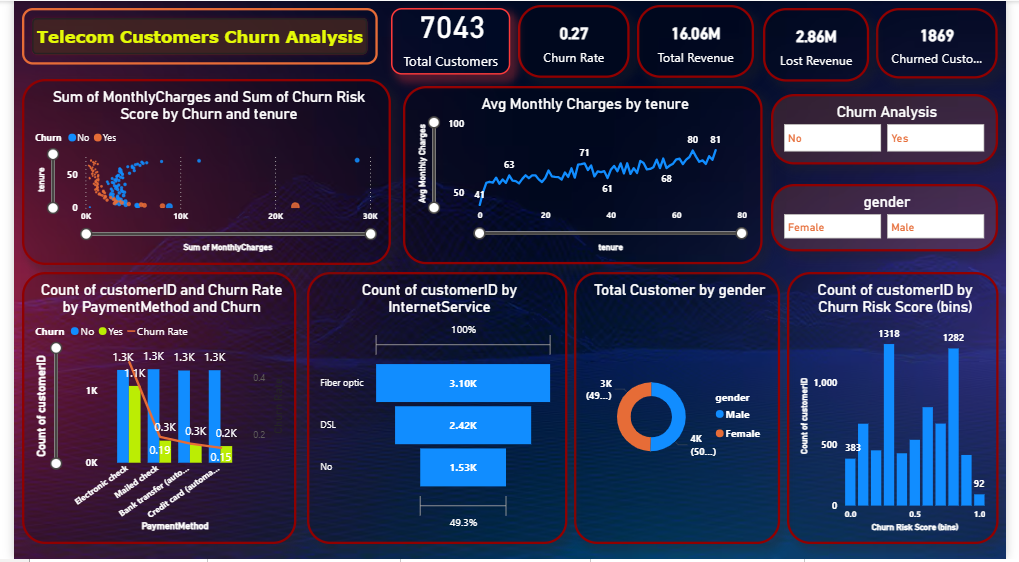 Telecom Customers Churn Analysis
7043
Total Customers
0.27
Churn Rate
16.06M
Total Revenue
2.86M
Lost Revenue
1869
Churned Custo...
Sum of MonthlyCharges and Sum of Churn Risk
Score by Churn and tenure
Churn No Yes
tenure
50
0
0K 10K 20K 30K
Sum of MonthlyCharges
Avg Monthly Charges by tenure
Avg Monthly Charges
100
50
41
63
71
61
68
80
81
0 20 40 60 80
tenure
Churn Analysis
No
Yes
gender
Female
Male
Count of customerID and Churn Rate
by PaymentMethod and Churn
Churn No Yes Churn Rate
Count of customerID
1K
0K
1.3K 1.3K 1.3K 1.3K
1.1K
0.3K 0.3K 0.2K
0.19
0.15
0.4
0.2
Electronic check
Mailed check
Bank transfer (auto...
Credit card (automa...
PaymentMethod
Count of customerID by
InternetService
100%
Fiber optic
3.10K
DSL
2.42K
No
1.53K
49.3%
Total Customer by gender
3K
(49...)
4K
(50...)
gender
Male
Female
Count of customerID by
Churn Risk Score (bins)
Count of customerID
1,000
500
0
383
1318
1282
92
0.0 0.5 1.0
Churn Risk Score (bins)